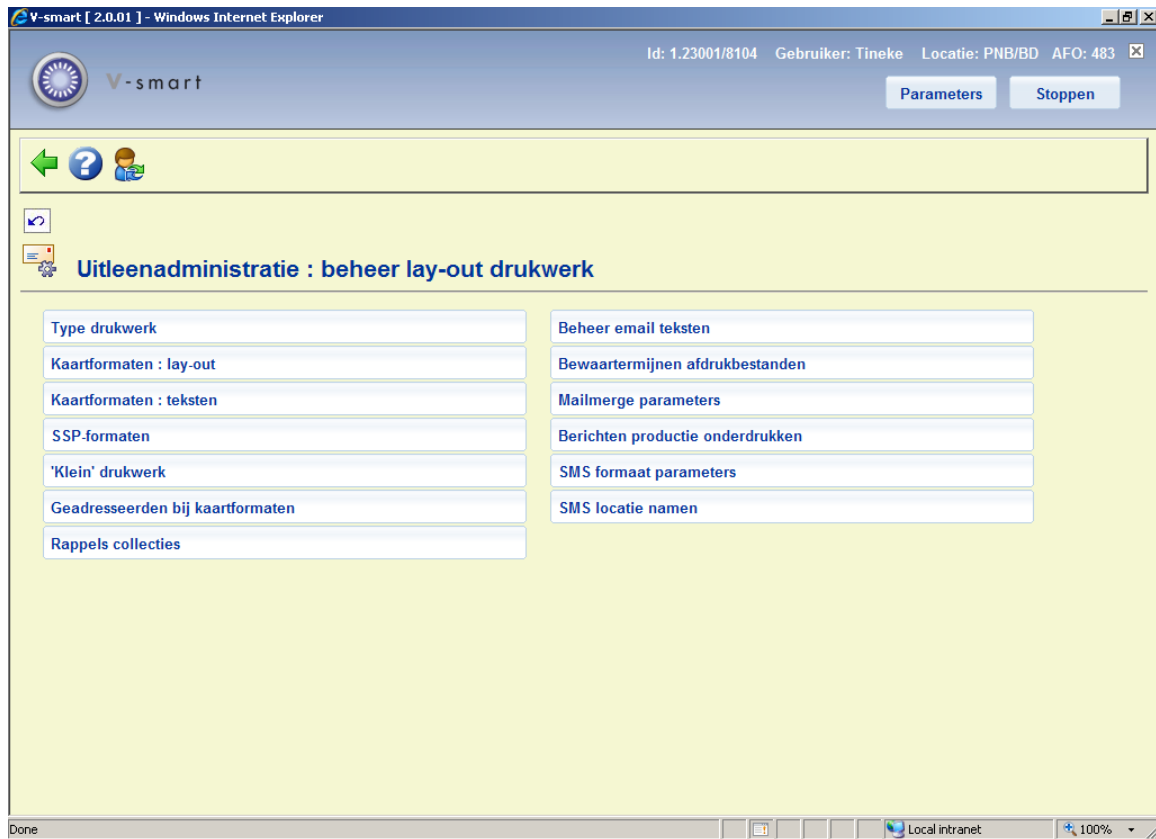 V-smart [ 2.0.01 ] - Windows Internet Explorer
Id: 1.23001/8104 Gebruiker: Tineke Locatie: PNB/BD AFO: 483
V-smart
Parameters Stoppen
?
Uitleenadministratie : beheer lay-out drukwerk
Type drukwerk
Kaartformaten : lay-out
Kaartformaten : teksten
SSP-formaten
'Klein' drukwerk
Geadresseerden bij kaartformaten
Rappels collecties
Beheer email teksten
Bewaartermijnen afdrukbestanden
Mailmerge parameters
Berichten productie onderdrukken
SMS formaat parameters
SMS locatie namen
Done Local intranet 100%